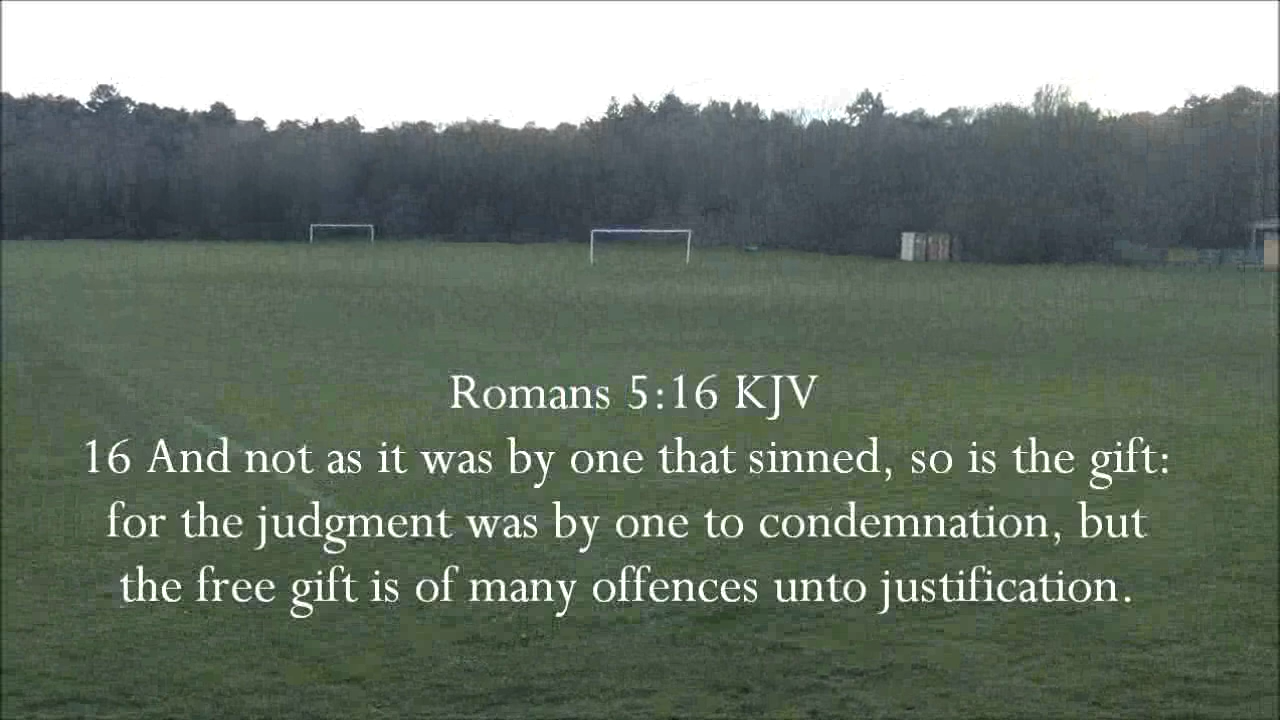 Romans 5:16 KJV
16 And not as it was by one that sinned, so is the gift:
for the judgment was by one to condemnation, but
the free gift is of many offences unto justification.